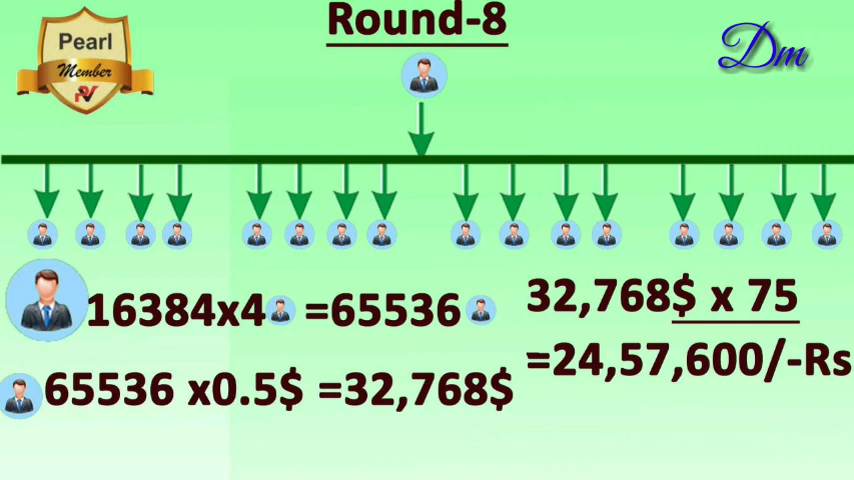 Round-8
Pearl
Member
Dm
16384x4 =65536
65536 x0.5$ =32,768$
32,768$ x 75
=24,57,600/-Rs